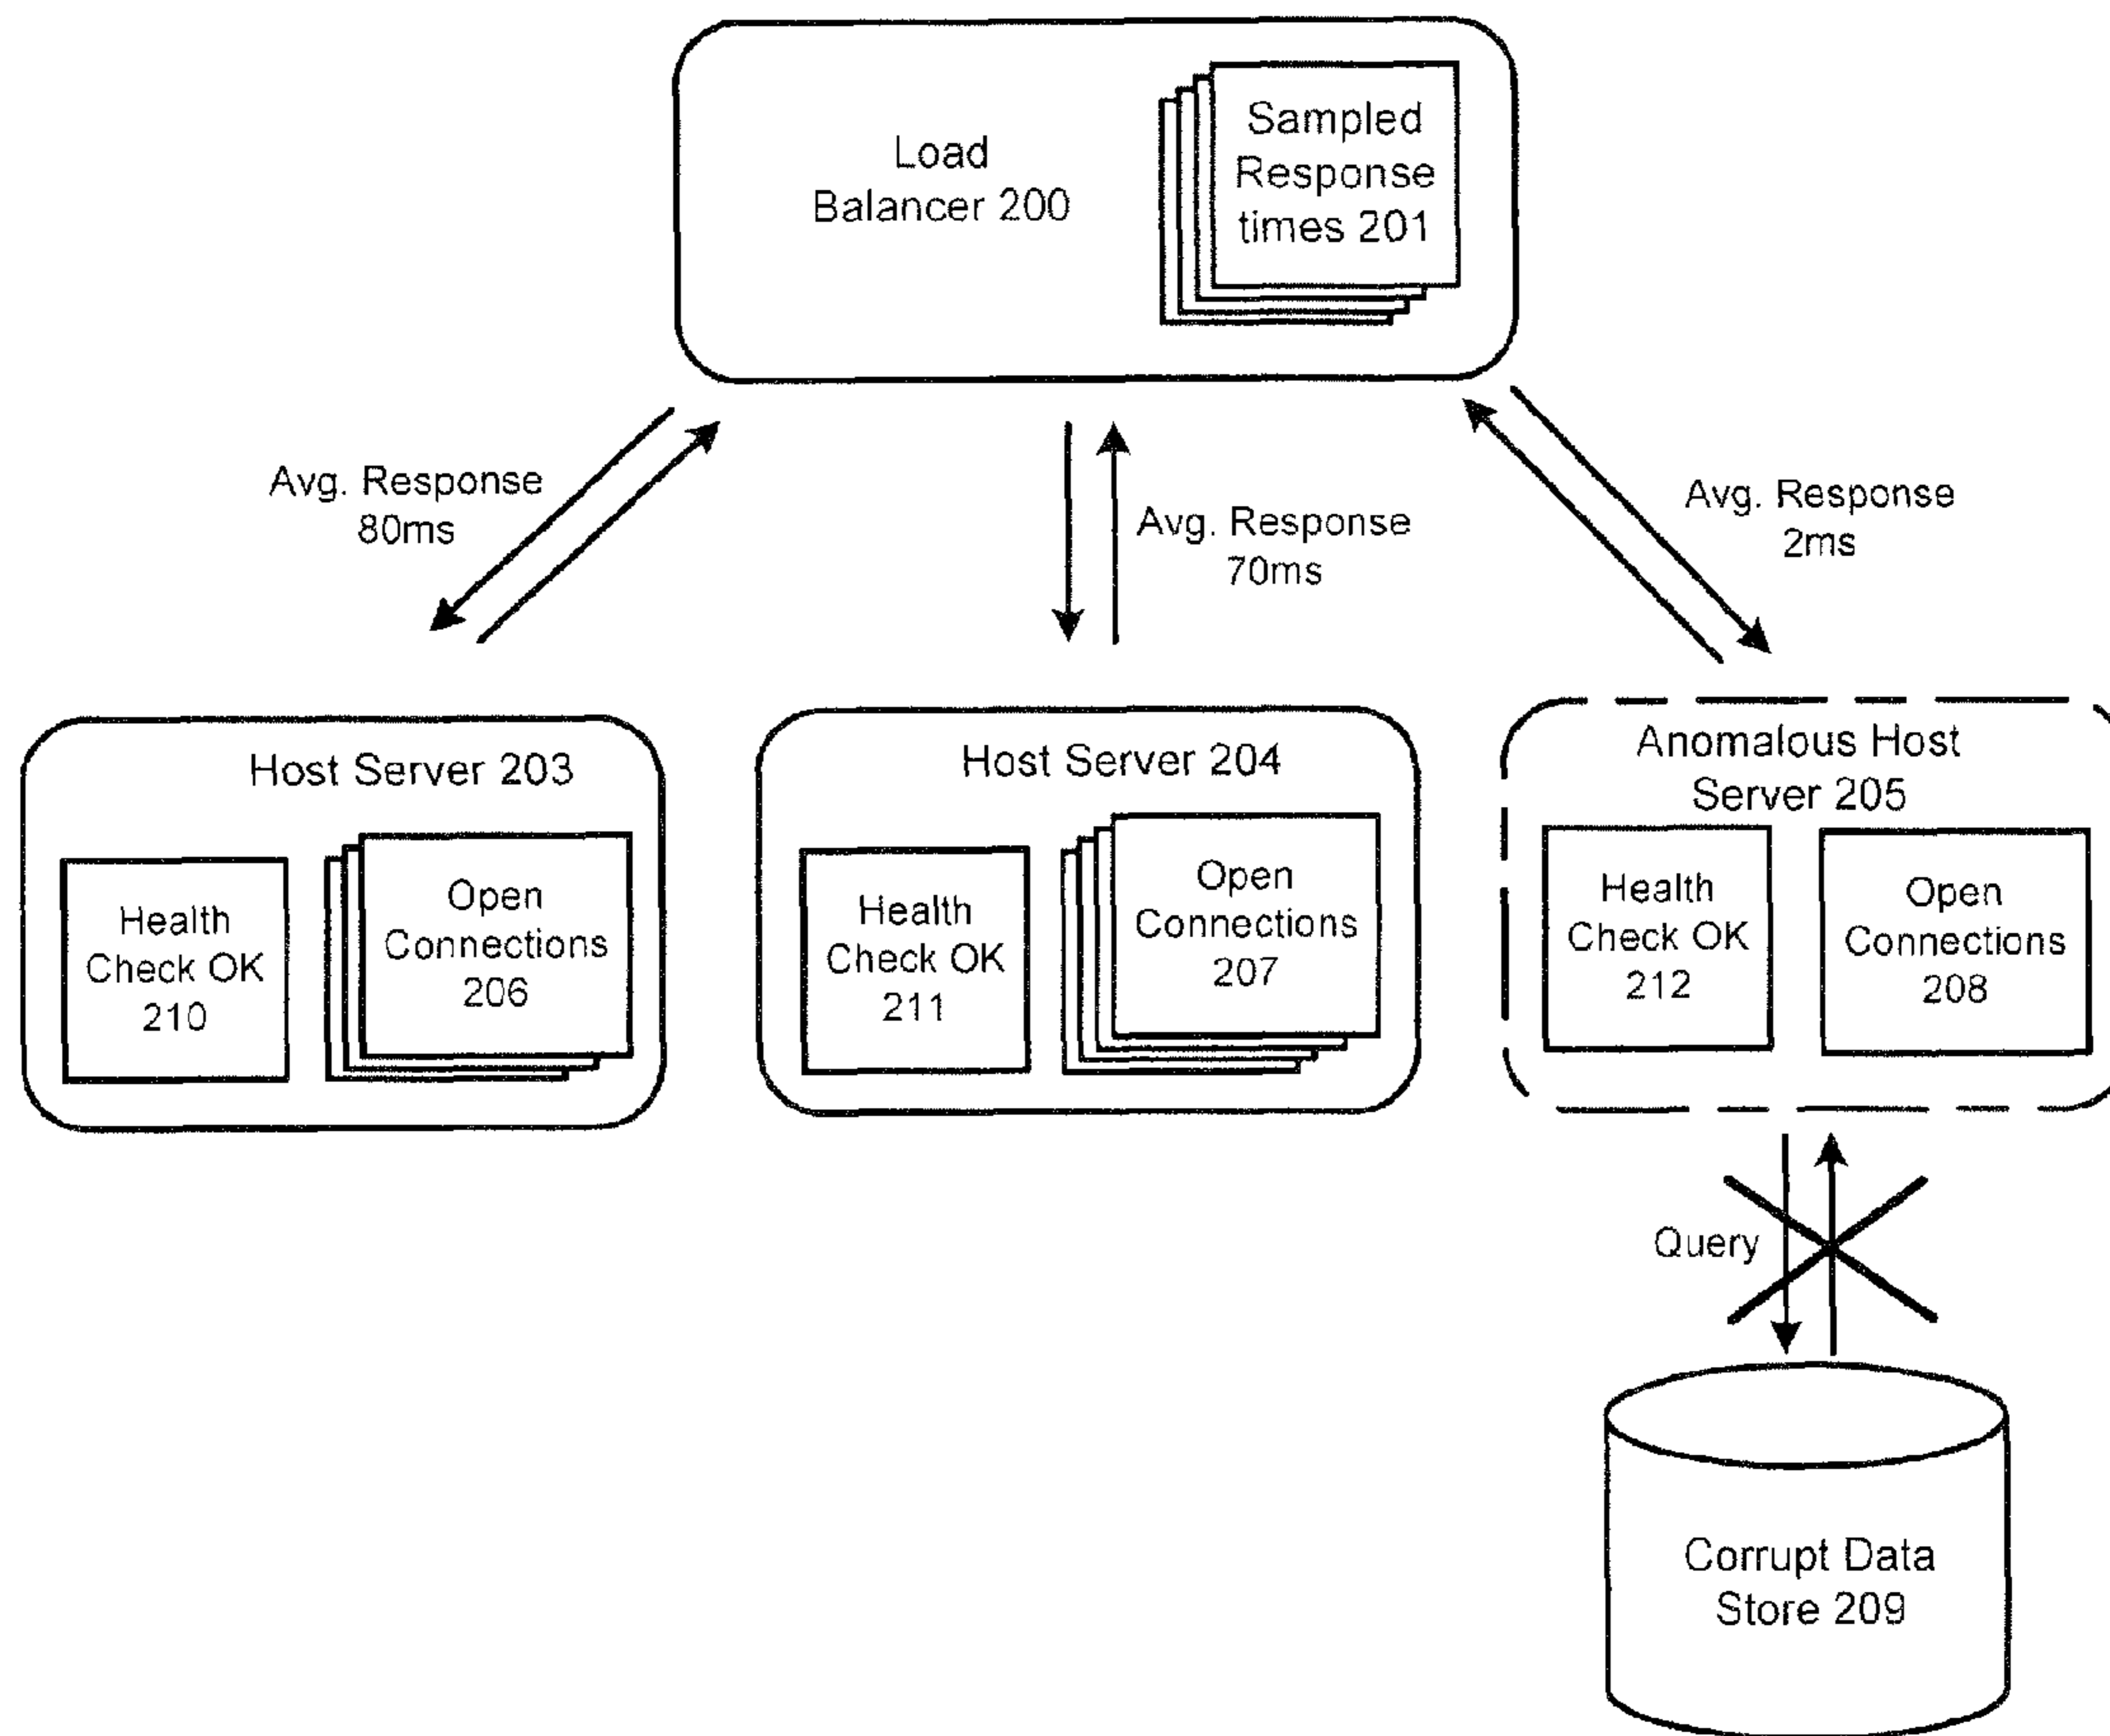 Load
Balancer 200
Sampled
Response
times 201
Avg. Response
80ms
Avg. Response
70ms
Avg. Response
2ms
Host Server 203
Health
Check OK
210
Open
Connections
206
Host Server 204
Health
Check OK
211
Open
Connections
207
Anomalous Host
Server 205
Health
Check OK
212
Open
Connections
208
Query
Corrupt Data
Store 209